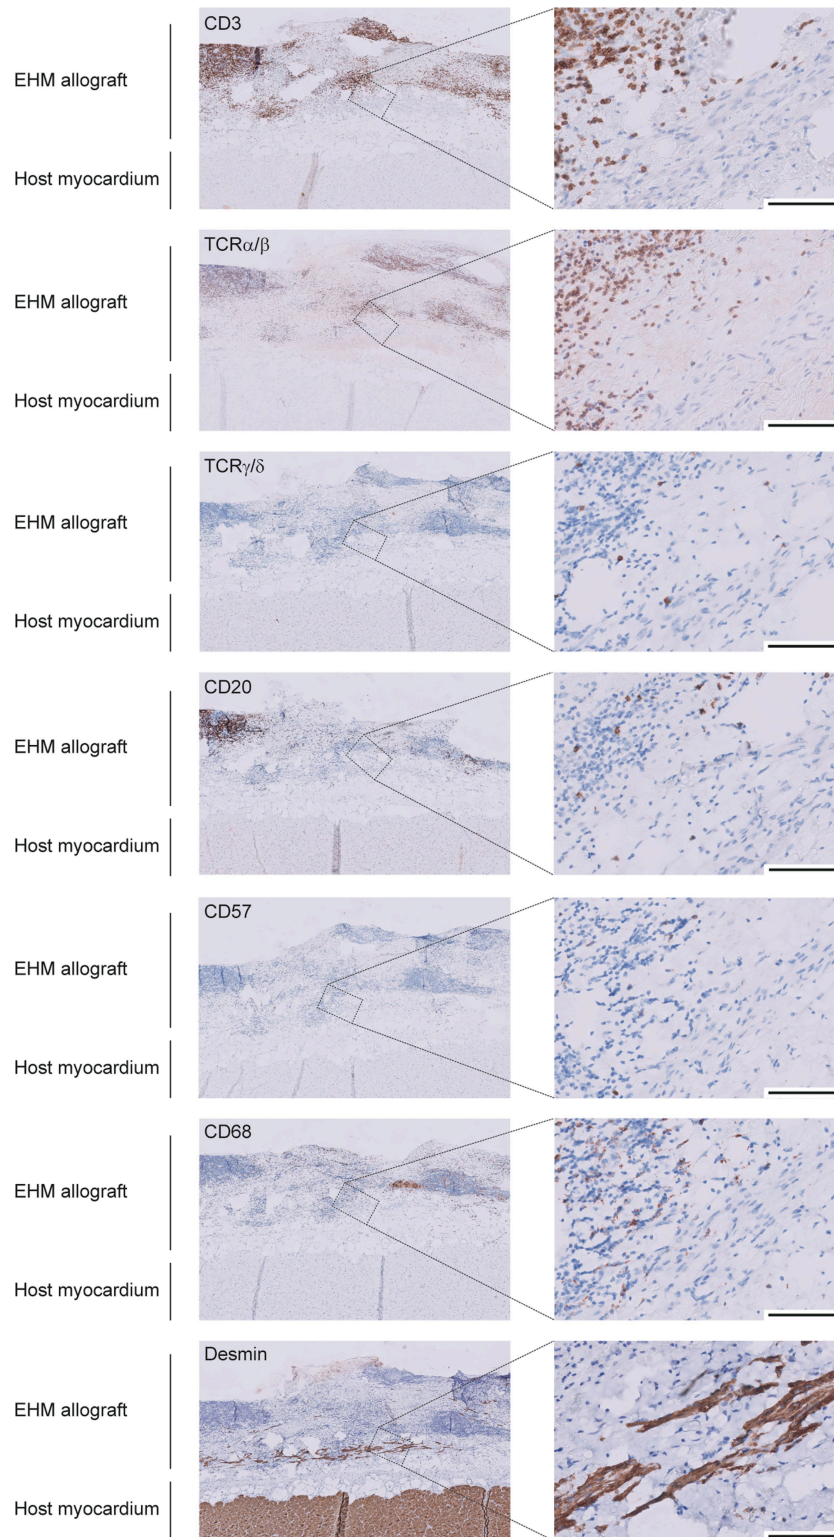 CD3
EHM allograft
Host myocardium
TCRα/β
EHM allograft
Host myocardium
TCRγ/δ
EHM allograft
Host myocardium
CD20
EHM allograft
Host myocardium
CD57
EHM allograft
Host myocardium
CD68
EHM allograft
Host myocardium
Desmin
EHM allograft
Host myocardium